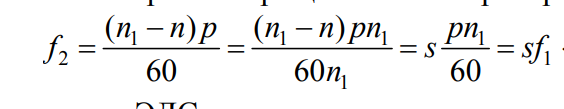 f₂ = (n₁ − n)p / 60 = (n₁ − n)pn₁ / 60n₁ = s pn₁ / 60 = sf₁